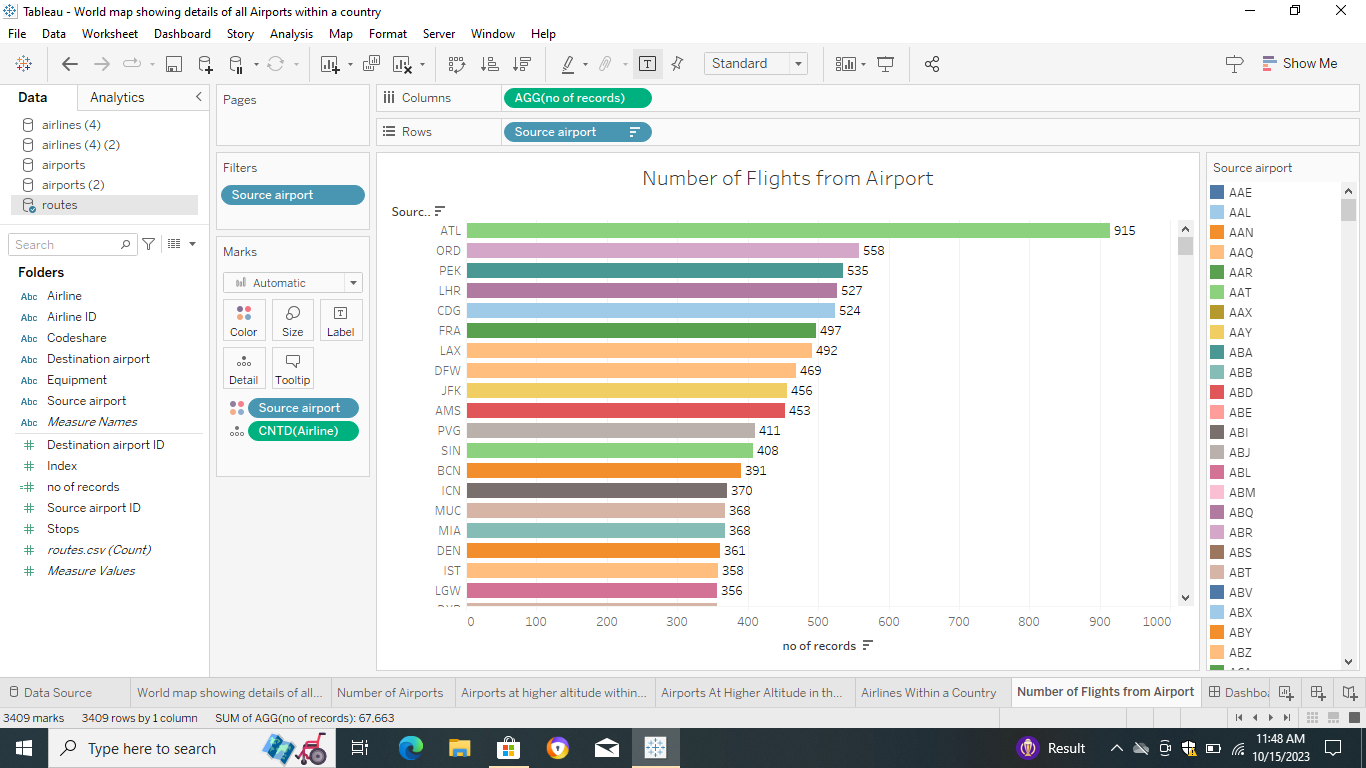 Tableau - World map showing details of all Airports within a country
File Data Worksheet Dashboard Story Analysis Map Format Server Window Help
Standard
Show Me
Data Analytics
airlines (4)
airlines (4) (2)
airports
airports (2)
routes
Search
Folders
Abc Airline
Abc Airline ID
Abc Codeshare
Abc Destination airport
Abc Equipment
Abc Source airport
Abc Measure Names
# Destination airport ID
# Index
=# no of records
# Source airport ID
# Stops
# routes.csv (Count)
# Measure Values
Pages
Filters
Source airport
Marks
Automatic
Color Size Label
Detail Tooltip
Source airport
CNTD(Airline)
Columns AGG(no of records)
Rows Source airport
Number of Flights from Airport
Sourc..
ATL 915
ORD 558
PEK 535
LHR 527
CDG 524
FRA 497
LAX 492
DFW 469
JFK 456
AMS 453
PVG 411
SIN 408
BCN 391
ICN 370
MUC 368
MIA 368
DEN 361
IST 358
LGW 356
0 100 200 300 400 500 600 700 800 900 1000
no of records
Source airport
AAE
AAL
AAN
AAQ
AAR
AAT
AAX
AAY
ABA
ABB
ABD
ABE
ABI
ABJ
ABL
ABM
ABQ
ABR
ABS
ABT
ABV
ABX
ABY
ABZ
Data Source World map showing details of all... Number of Airports Airports at higher altitude within... Airports At Higher Altitude in th... Airlines Within a Country Number of Flights from Airport Dashbo
3409 marks 3409 rows by 1 column SUM of AGG(no of records): 67.663
Type here to search
Result
11:48 AM
10/15/2023